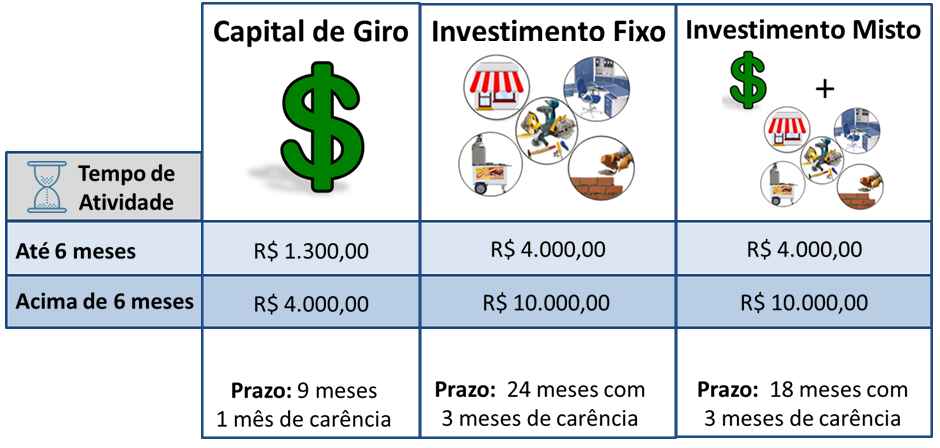 Capital de Giro
Investimento Fixo
Investimento Misto
$
$
+
Tempo de
Atividade
Até 6 meses
R$ 1.300,00
R$ 4.000,00
R$ 4.000,00
Acima de 6 meses
R$ 4.000,00
R$ 10.000,00
R$ 10.000,00
Prazo: 9 meses
1 mês de carência
Prazo: 24 meses com
3 meses de carência
Prazo: 18 meses com
3 meses de carência